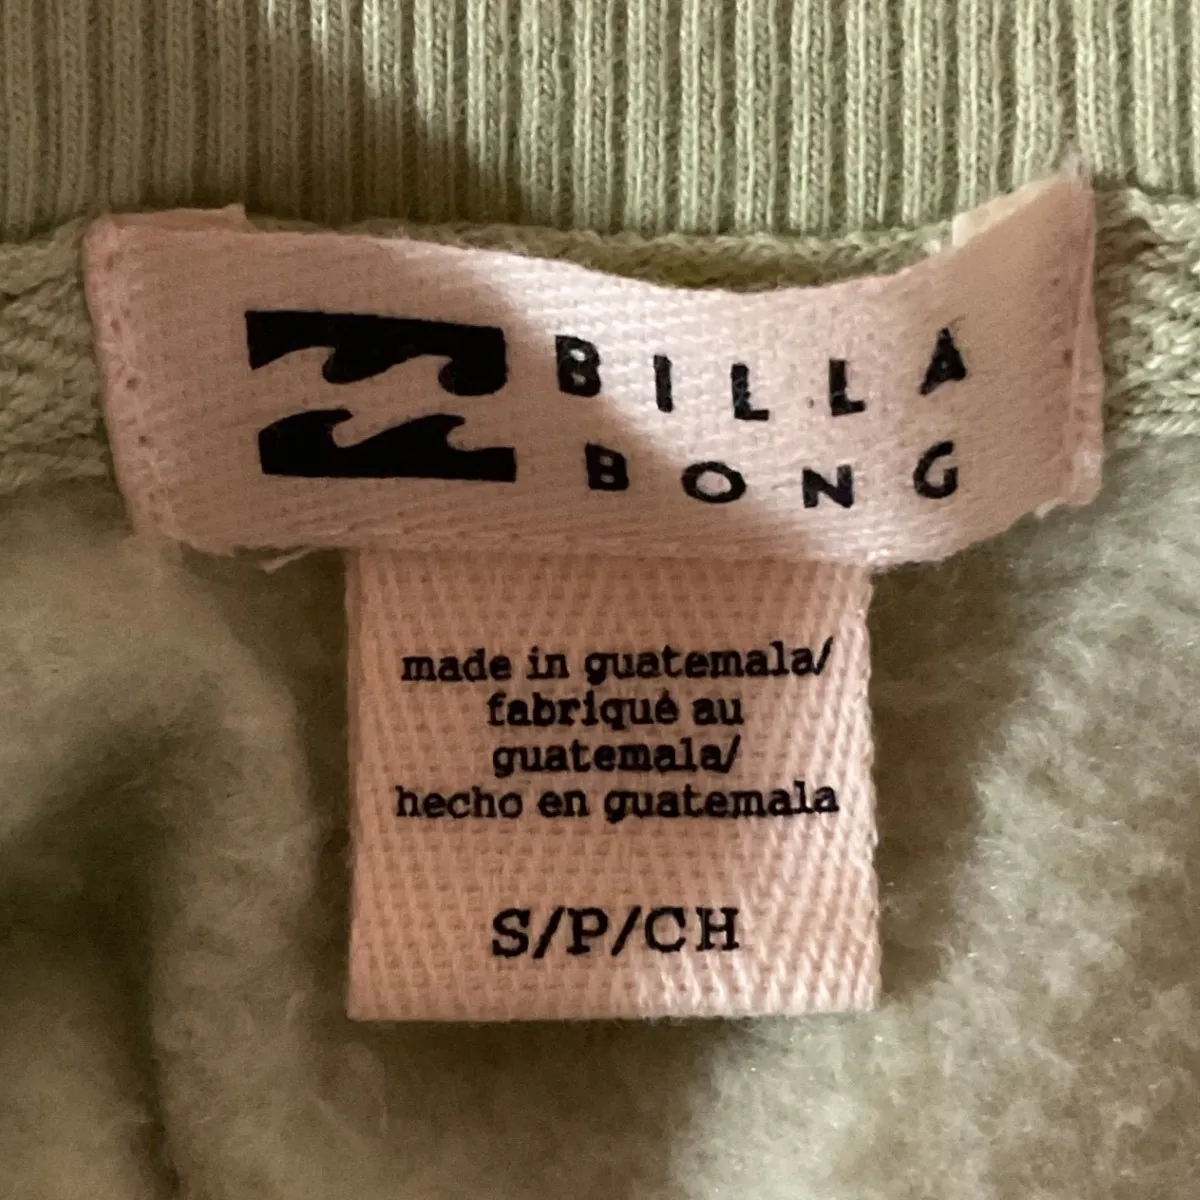 BILLA
BONG
made in guatemala/
fabriqué au
guatemala/
hecho en guatemala
S/P/CH